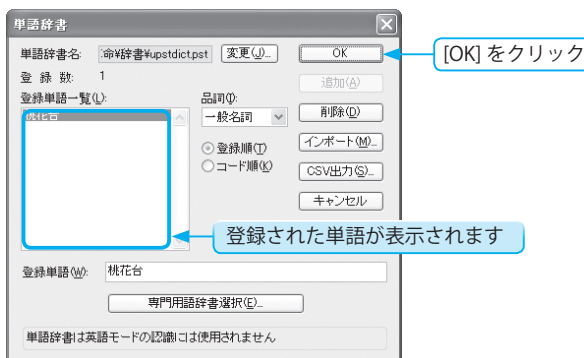 単語辞書
単語辞書名: 命¥辞書¥upstdict.pst 変更(J)... OK
[OK] をクリック
登 録 数: 1 追加(A)
登録単語一覧(L): 品詞(I):
桃花台 一般名詞 削除(D)
登録順(T) インポート(M)...
コード順(K) CSV出力(S)...
キャンセル
登録された単語が表示されます
登録単語(W): 桃花台
専門用語辞書選択(E)...
単語辞書は英語モードの認識には使用されません